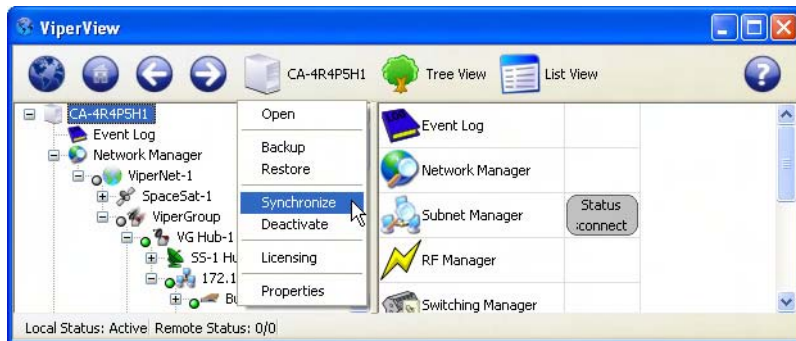 ViperView
CA-4R4P5H1
Tree View
List View
CA-4R4P5H1
Event Log
Network Manager
ViperNet-1
SpaceSat-1
ViperGroup
VG Hub-1
SS-1
172.1
Open
Backup
Restore
Synchronize
Deactivate
Licensing
Properties
Event Log
Network Manager
Subnet Manager
Status
:connect
RF Manager
Switching Manager
Local Status: Active Remote Status: 0/0